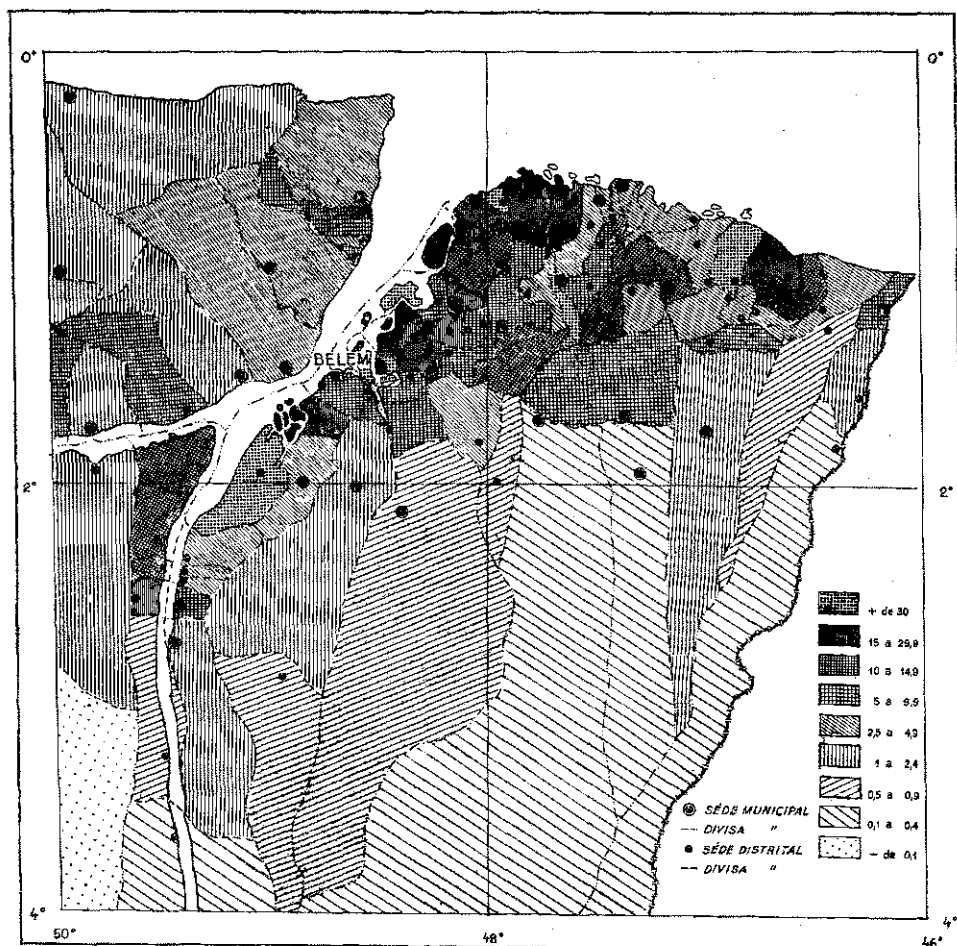 0° 0°
BELEM
2° 2°
+ de 30
15 a 29,9
10 a 14,9
5 a 9,9
2,5 a 4,9
1 a 2,4
0,5 a 0,9
0,1 a 0,4
- de 0,1
SÉDE MUNICIPAL
DIVISA "
SÉDE DISTRITAL
DIVISA "
4° 4°
50° 48° 46°